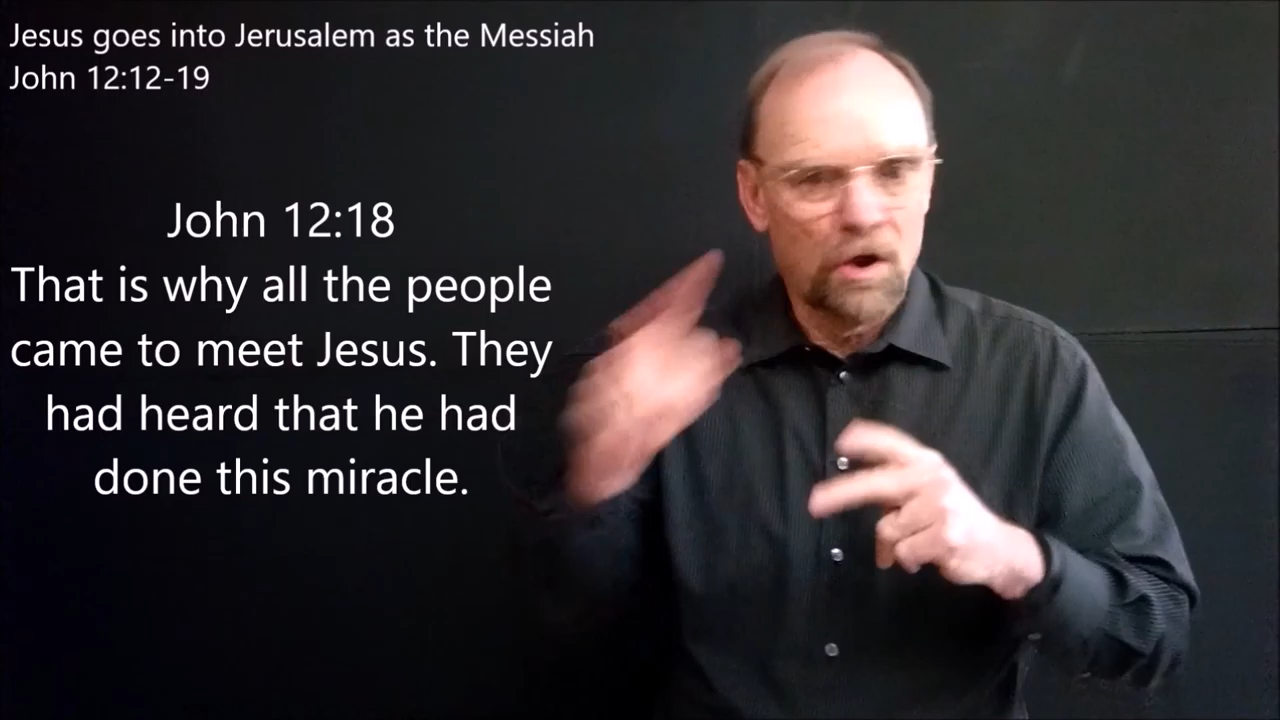 Jesus goes into Jerusalem as the Messiah
John 12:12-19
John 12:18
That is why all the people
came to meet Jesus. They
had heard that he had
done this miracle.